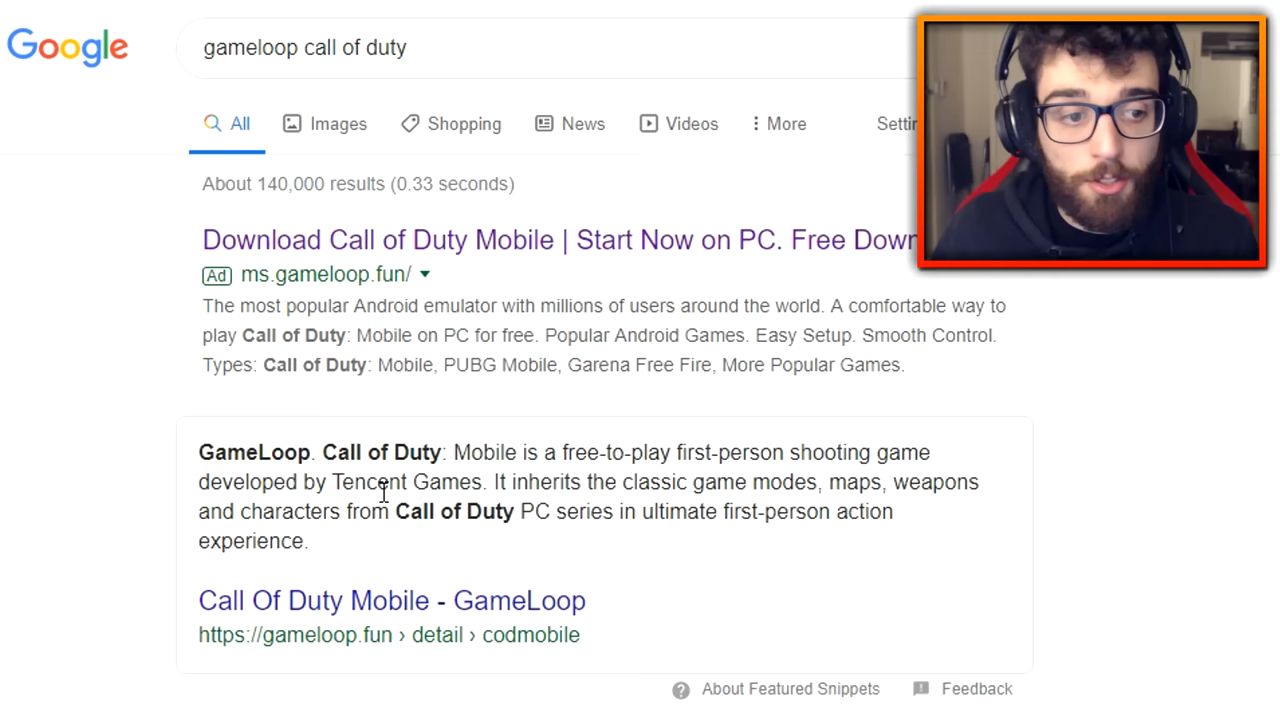 Google
gameloop call of duty
All Images Shopping News Videos More
About 140,000 results (0.33 seconds)
Download Call of Duty Mobile | Start Now on PC. Free
Ad ms.gameloop.fun/
The most popular Android emulator with millions of users around the world. A comfortable way to
play Call of Duty: Mobile on PC for free. Popular Android Games. Easy Setup. Smooth Control.
Types: Call of Duty: Mobile, PUBG Mobile, Garena Free Fire, More Popular Games.
GameLoop. Call of Duty: Mobile is a free-to-play first-person shooting game
developed by Tencent Games. It inherits the classic game modes, maps, weapons
and characters from Call of Duty PC series in ultimate first-person action
experience.
Call Of Duty Mobile - GameLoop
https://gameloop.fun › detail › codmobile
About Featured Snippets Feedback